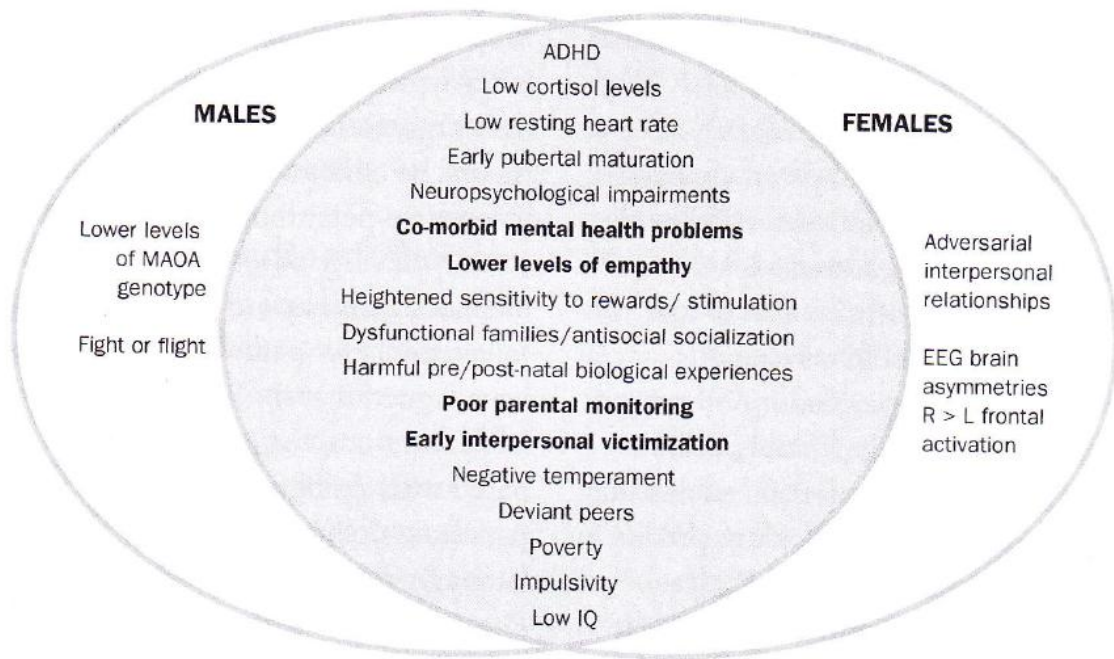 MALES
Lower levels
of MAOA
genotype
Fight or flight
ADHD
Low cortisol levels
Low resting heart rate
Early pubertal maturation
Neuropsychological impairments
Co-morbid mental health problems
Lower levels of empathy
Heightened sensitivity to rewards/ stimulation
Dysfunctional families/antisocial socialization
Harmful pre/post-natal biological experiences
Poor parental monitoring
Early interpersonal victimization
Negative temperament
Deviant peers
Poverty
Impulsivity
Low IQ
FEMALES
Adversarial
interpersonal
relationships
EEG brain
asymmetries
R > L frontal
activation